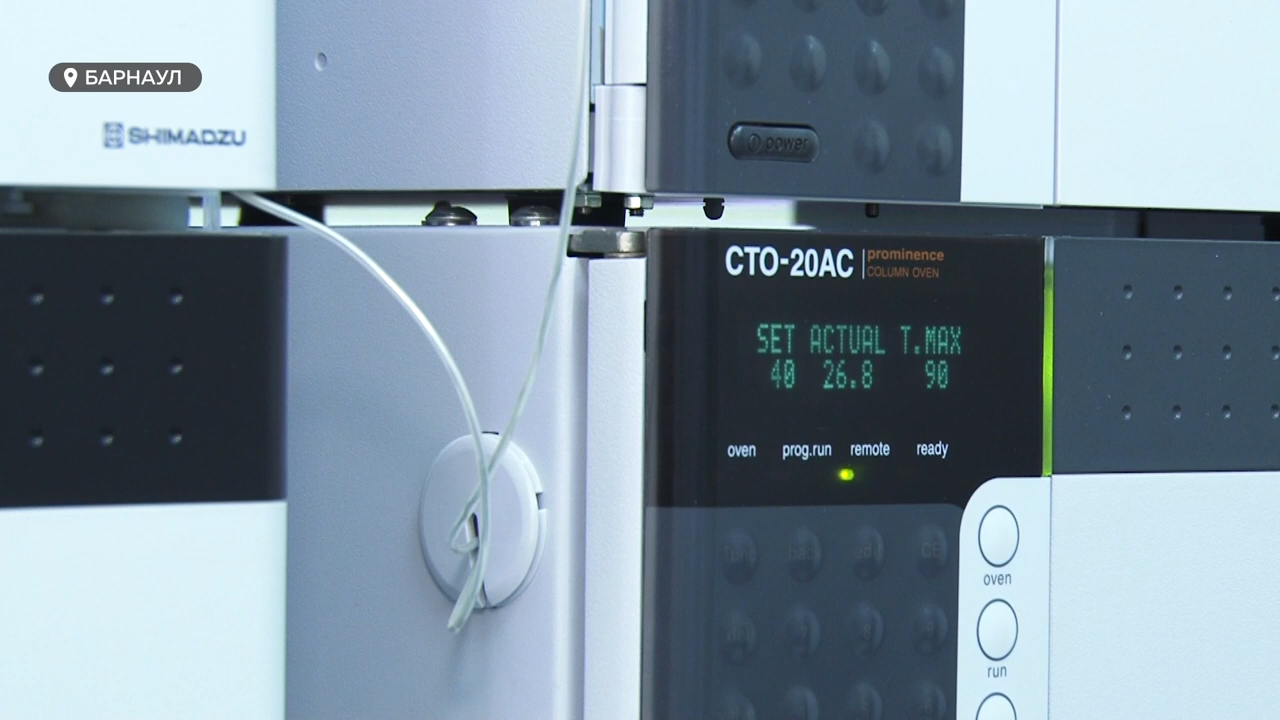 БАРНАУЛ
SHIMADZU
power
CTO-20AC prominence
COLUMN OVEN
SET ACTUAL T.MAX
40 26.8 90
oven prog.run remote ready
oven
run